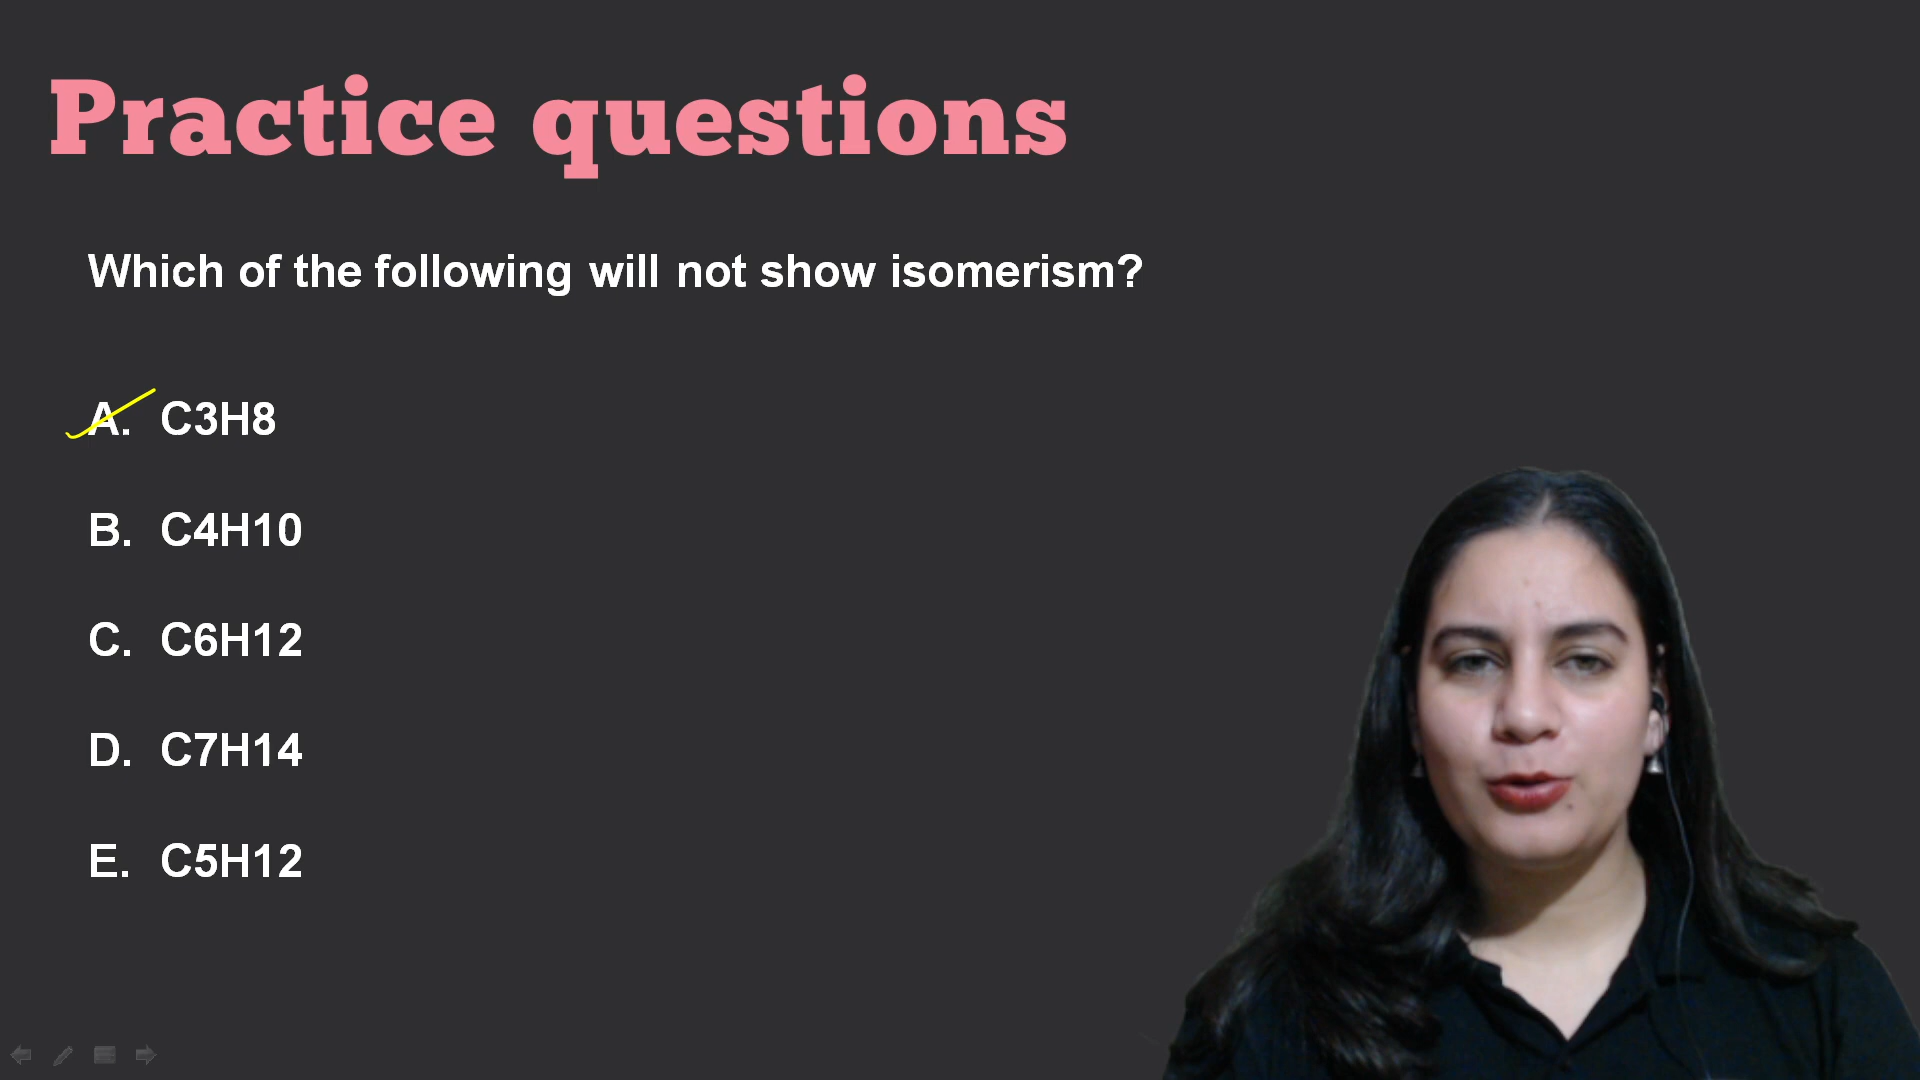 Practice questions
Which of the following will not show isomerism?
A. C3H8
B. C4H10
C. C6H12
D. C7H14
E. C5H12